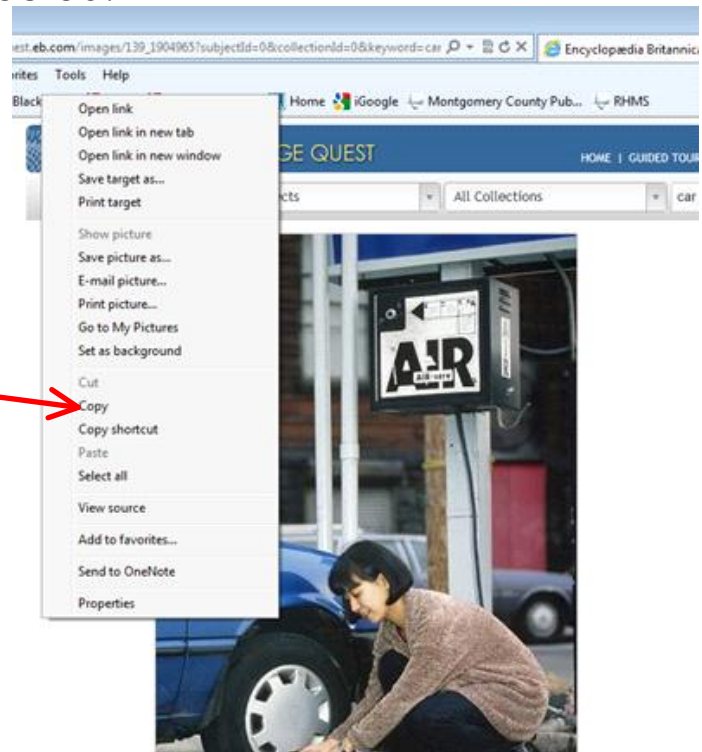 est.eb.com/images/139_1904965?subjectId=0&collectionId=0&keyword=car
Encyclopædia Britannic
rites Tools Help
Black
Home iGoogle Montgomery County Pub... RHMS
GE QUEST
HOME | GUIDED TOUR
cts All Collections car
Open link
Open link in new tab
Open link in new window
Save target as...
Print target
Show picture
Save picture as...
E-mail picture...
Print picture...
Go to My Pictures
Set as background
Cut
Copy
Copy shortcut
Paste
Select all
View source
Add to favorites...
Send to OneNote
Properties
AIR